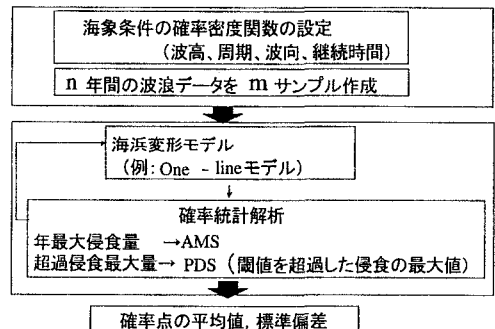 海象条件の確率密度関数の設定
(波高、周期、波向、継続時間)
n 年間の波浪データを m サンプル作成
海浜変形モデル
(例: One - lineモデル)
↓
確率統計解析
年最大侵食量 →AMS
超過侵食最大量→ PDS (閾値を超過した侵食の最大値)
確率点の平均値, 標準偏差